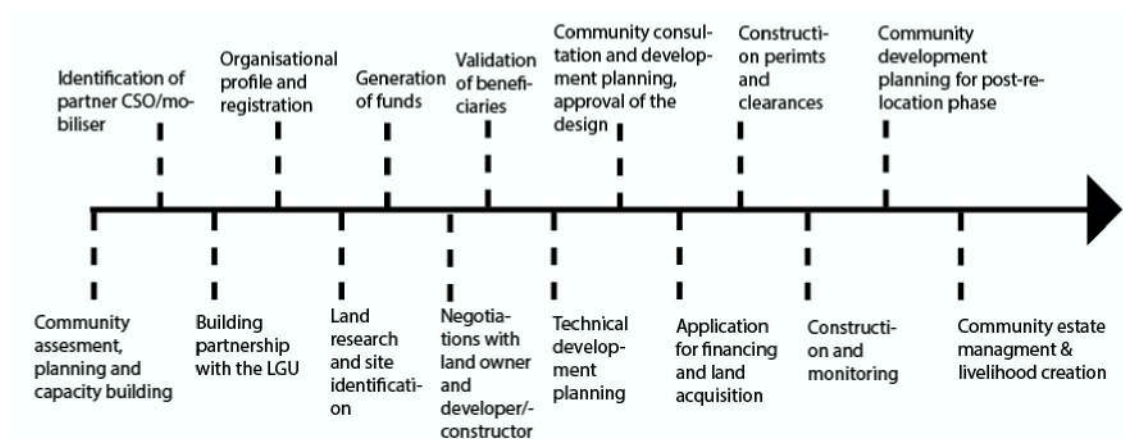 Identification of
partner CSO/mo-
biliser
Organisational
profile and
registration
Generation
of funds
Validation
of benefi-
ciaries
Community consul-
tation and develop-
ment planning,
approval of the
design
Constructi-
on perimts
and
clearances
Community
development
planning for post-re-
location phase
Community
assesment,
planning and
capacity building
Building
partnership
with the LGU
Land
research
and site
identificati-
on
Negotia-
tions with
land owner
and
developer/-
constructor
Technical
develop-
ment
planning
Application
for financing
and land
acquisition
Constructi-
on and
monitoring
Community estate
managment &
livelihood creation